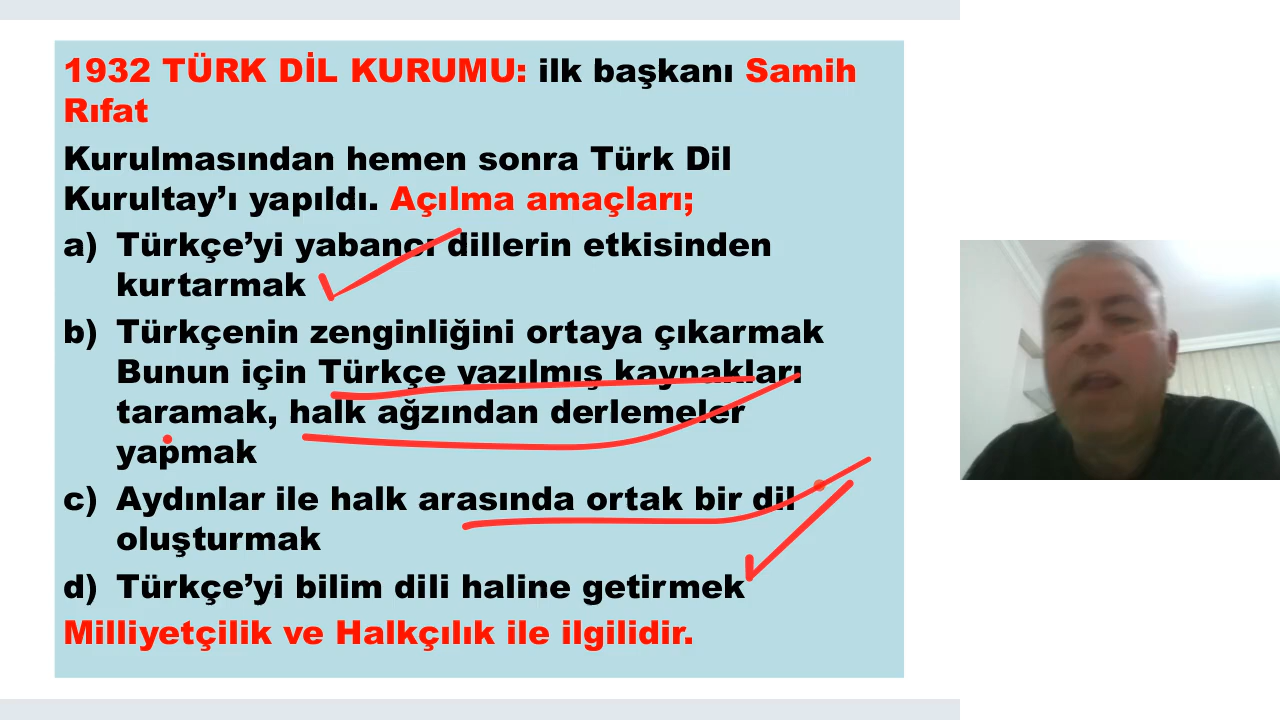 1932 TÜRK DİL KURUMU: ilk başkanı Samih
Rıfat
Kurulmasından hemen sonra Türk Dil
Kurultay’ı yapıldı. Açılma amaçları;
a) Türkçe’yi yabancı dillerin etkisinden
kurtarmak
b) Türkçenin zenginliğini ortaya çıkarmak
Bunun için Türkçe yazılmış kaynakları
taramak, halk ağzından derlemeler
yapmak
c) Aydınlar ile halk arasında ortak bir dil
oluşturmak
d) Türkçe’yi bilim dili haline getirmek
Milliyetçilik ve Halkçılık ile ilgilidir.